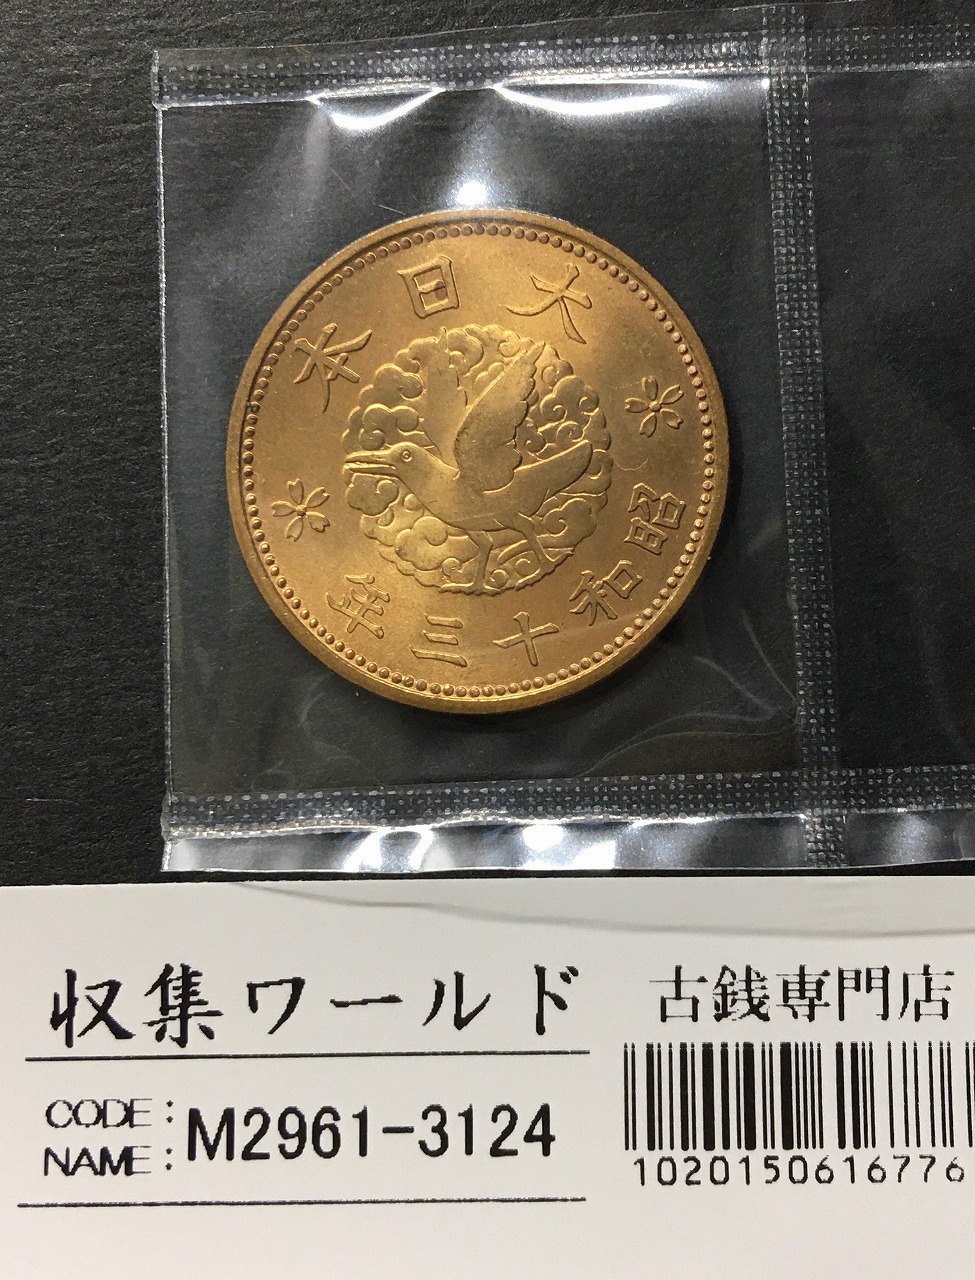 大日本
昭和十三年
収集ワールド
古銭専門店
CODE:
NAME:
M2961-3124
1020150616776